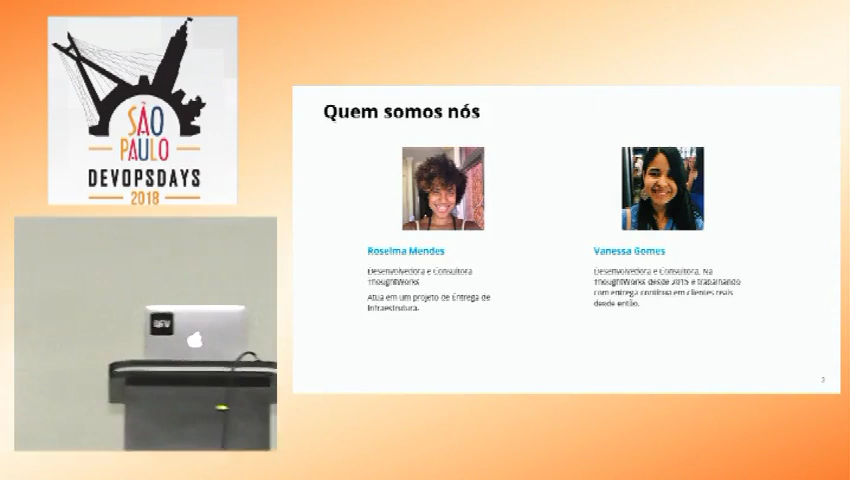 SÃO
PAULO
DEVOPSDAYS
2018
Quem somos nós
Roselma Mendes
Desenvolvedora e Consultora
ThoughtWorks
Atua em um projeto de Entrega de
Infraestrutura.
Vanessa Gomes
Desenvolvedora e Consultora. Na
ThoughtWorks desde 2015 e trabalhando
com entrega contínua em clientes reais
desde então.